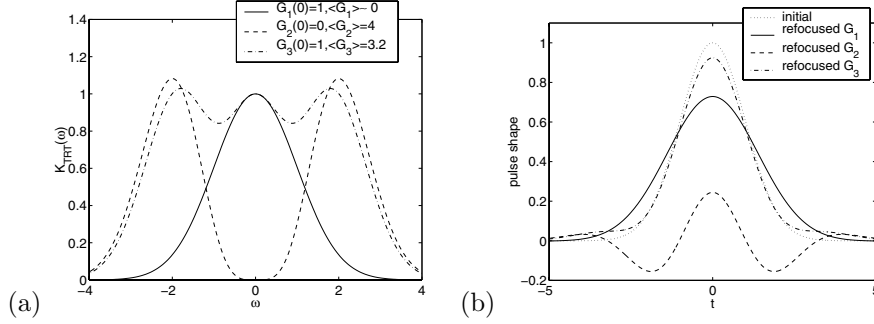 G1(0)=1,<G1>− 0
G2(0)=0,<G2>=4
G3(0)=1,<G3>=3.2
1.4
1.2
1
0.8
0.6
0.4
0.2
0
KTRT(ω)
−4 −2 0 2 4
ω
(a)
initial
refocused G1
refocused G2
refocused G3
1
0.8
0.6
0.4
0.2
0
−0.2
pulse shape
−5 0 5
t
(b)